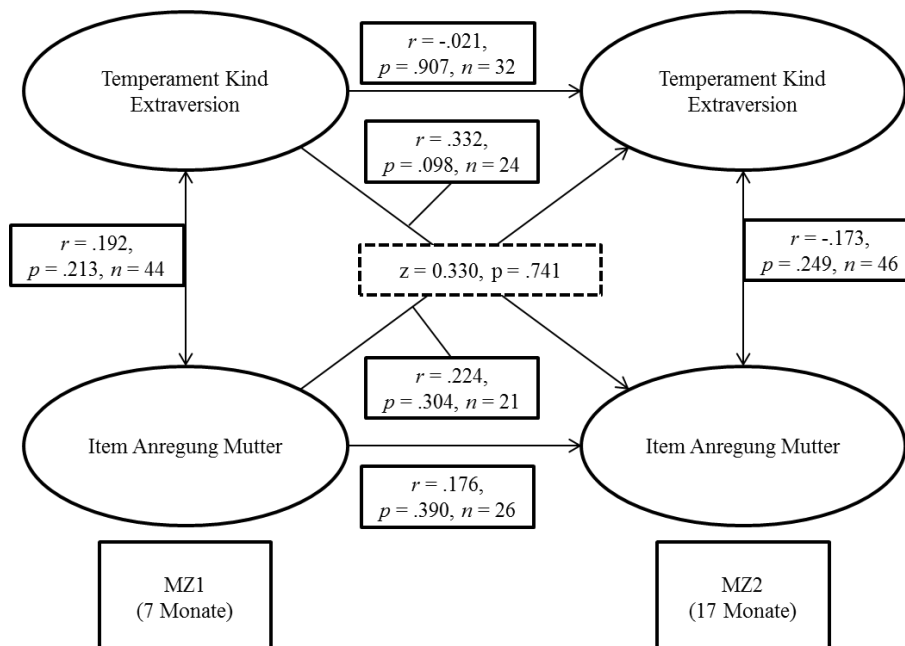 r = -.021,
p = .907, n = 32
Temperament Kind
Extraversion
Temperament Kind
Extraversion
r = .332,
p = .098, n = 24
r = .192,
p = .213, n = 44
z = 0.330, p = .741
r = -.173,
p = .249, n = 46
r = .224,
p = .304, n = 21
Item Anregung Mutter
Item Anregung Mutter
r = .176,
p = .390, n = 26
MZ1
(7 Monate)
MZ2
(17 Monate)